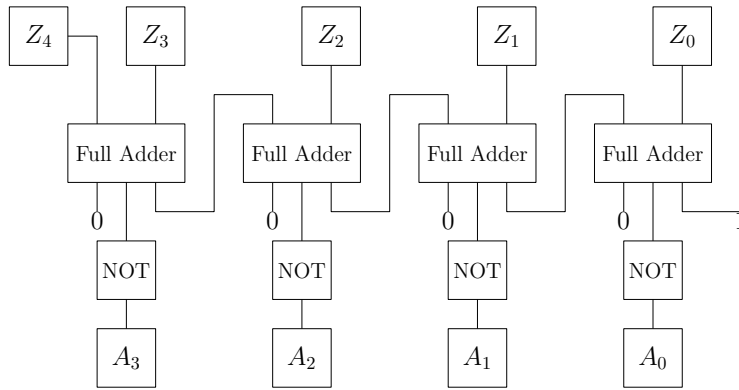 Z4 Z3 Z2 Z1 Z0
Full Adder Full Adder Full Adder Full Adder
0 0 0 0 1
NOT NOT NOT NOT
A3 A2 A1 A0